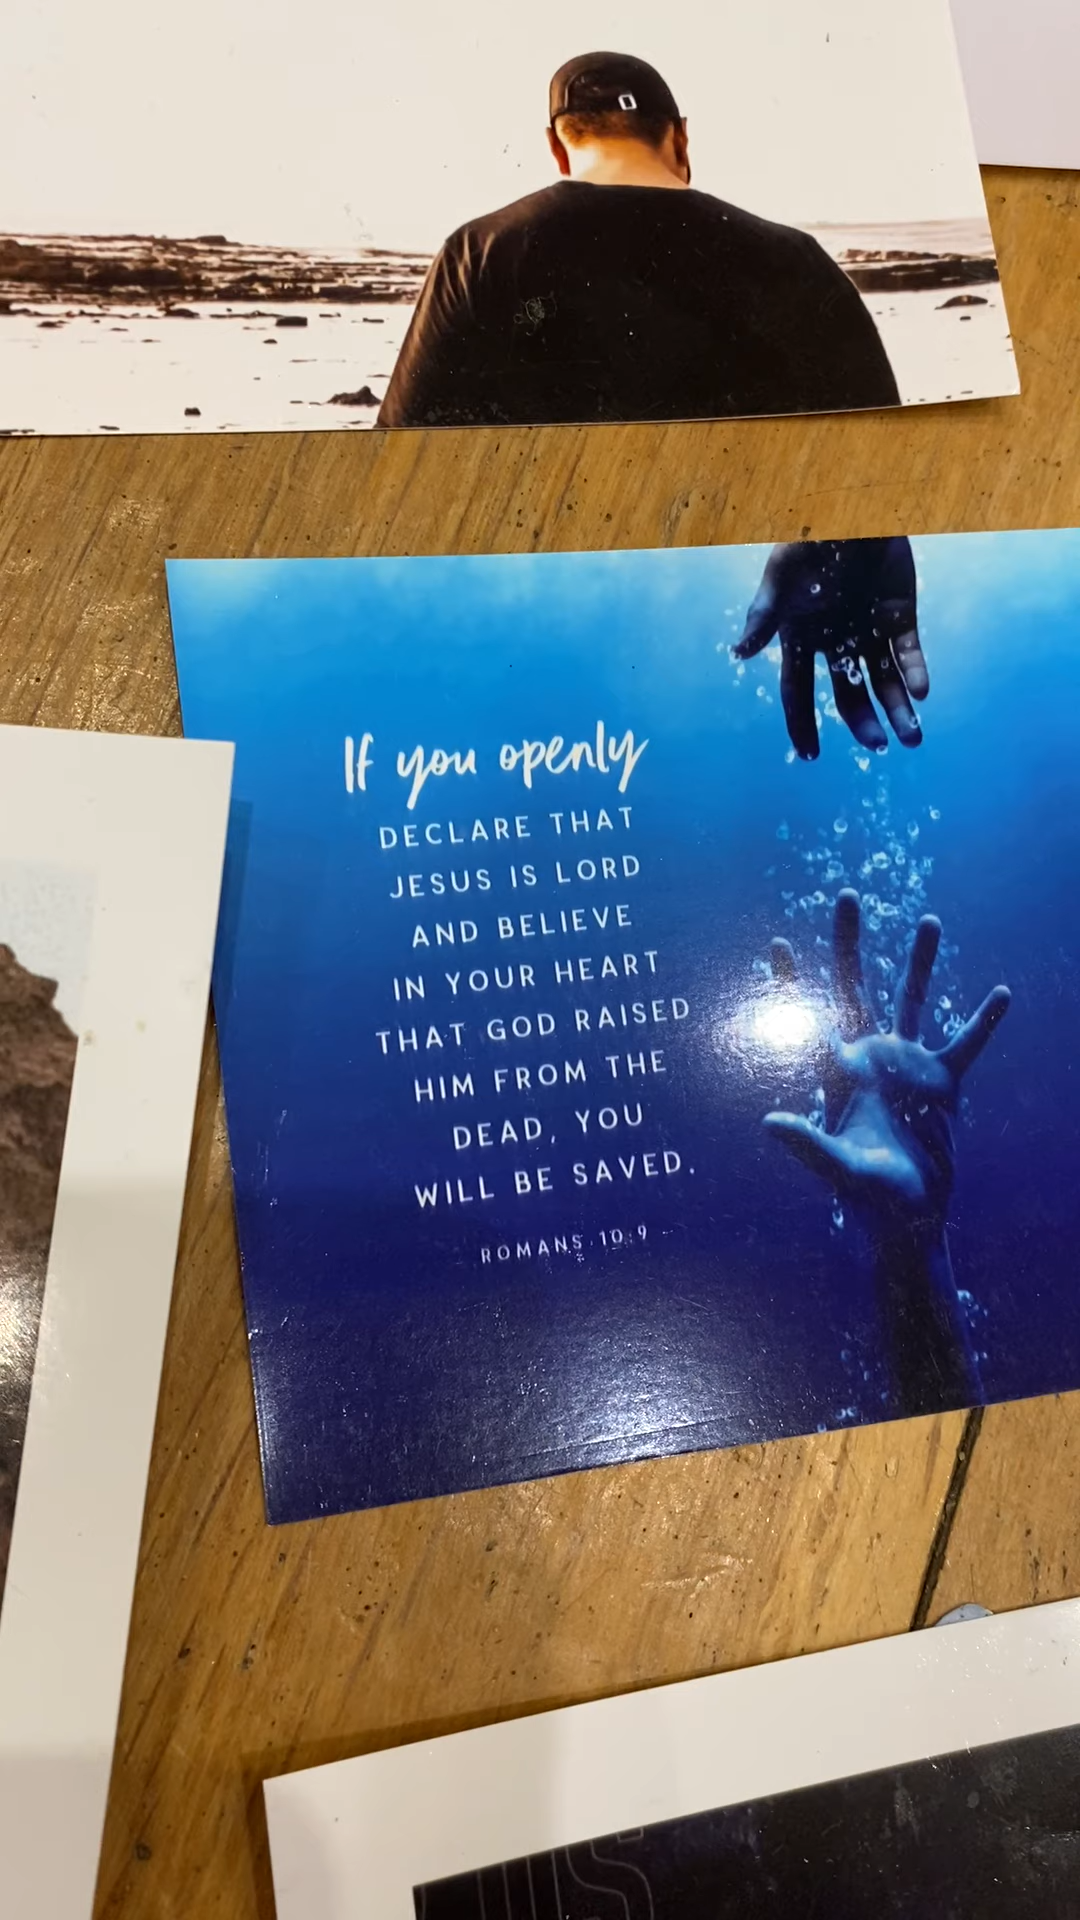 If you openly
DECLARE THAT
JESUS IS LORD
AND BELIEVE
IN YOUR HEART
THAT GOD RAISED
HIM FROM THE
DEAD, YOU
WILL BE SAVED.
ROMANS 10:9